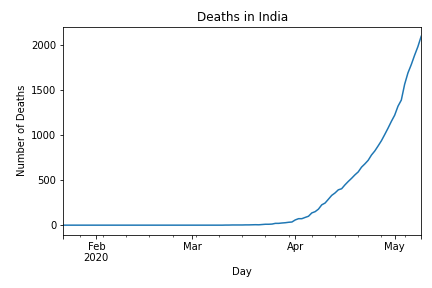 Deaths in India
2000
1500
1000
500
0
Number of Deaths
Feb
2020
Mar
Apr
May
Day